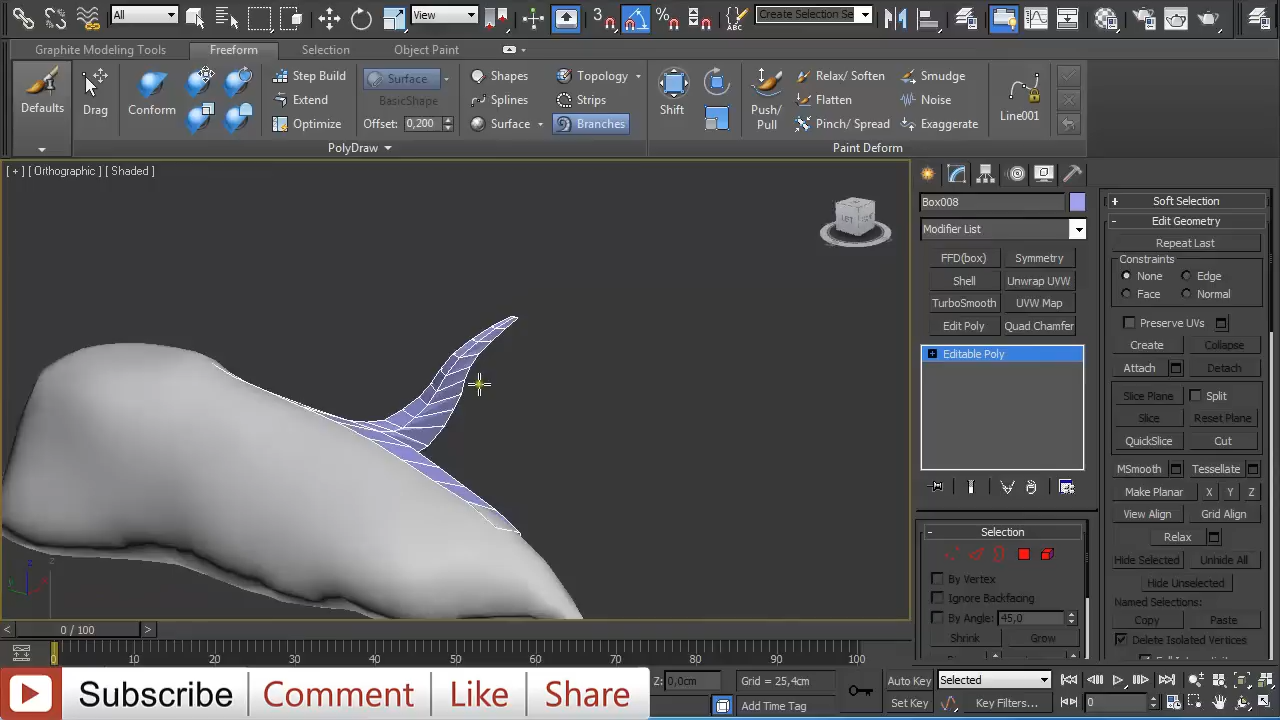 All
View
3
Create Selection Se
Graphite Modeling Tools
Freeform
Selection
Object Paint
Defaults
Drag
Conform
Step Build
Extend
Optimize
Surface
BasicShape
Offset: 0,200
Shapes
Splines
Surface
Topology
Strips
Branches
PolyDraw
Shift
Push/
Pull
Relax/ Soften
Flatten
Pinch/ Spread
Smudge
Noise
Exaggerate
Line001
Paint Deform
[ + ] [ Orthographic ] [ Shaded ]
Box008
Modifier List
FFD(box)
Symmetry
Shell
Unwrap UVW
TurboSmooth
UVW Map
Edit Poly
Quad Chamfer
Editable Poly
Selection
By Vertex
Ignore Backfacing
By Angle: 45,0
Shrink
Grow
Soft Selection
Edit Geometry
Repeat Last
Constraints
None
Edge
Face
Normal
Preserve UVs
Create
Collapse
Attach
Detach
Slice Plane
Split
Slice
Reset Plane
QuickSlice
Cut
MSmooth
Tessellate
Make Planar
X
Y
Z
View Align
Grid Align
Relax
Hide Selected
Unhide All
Hide Unselected
Named Selections:
Copy
Paste
Delete Isolated Vertices
z
y
x
< 0 / 100 >
0 10 20 30 40 50 60 70 80 90 100
Subscribe
Comment
Like
Share
Z: 0,0cm
Grid = 25,4cm
Add Time Tag
Auto Key
Selected
Set Key
Key Filters...
0